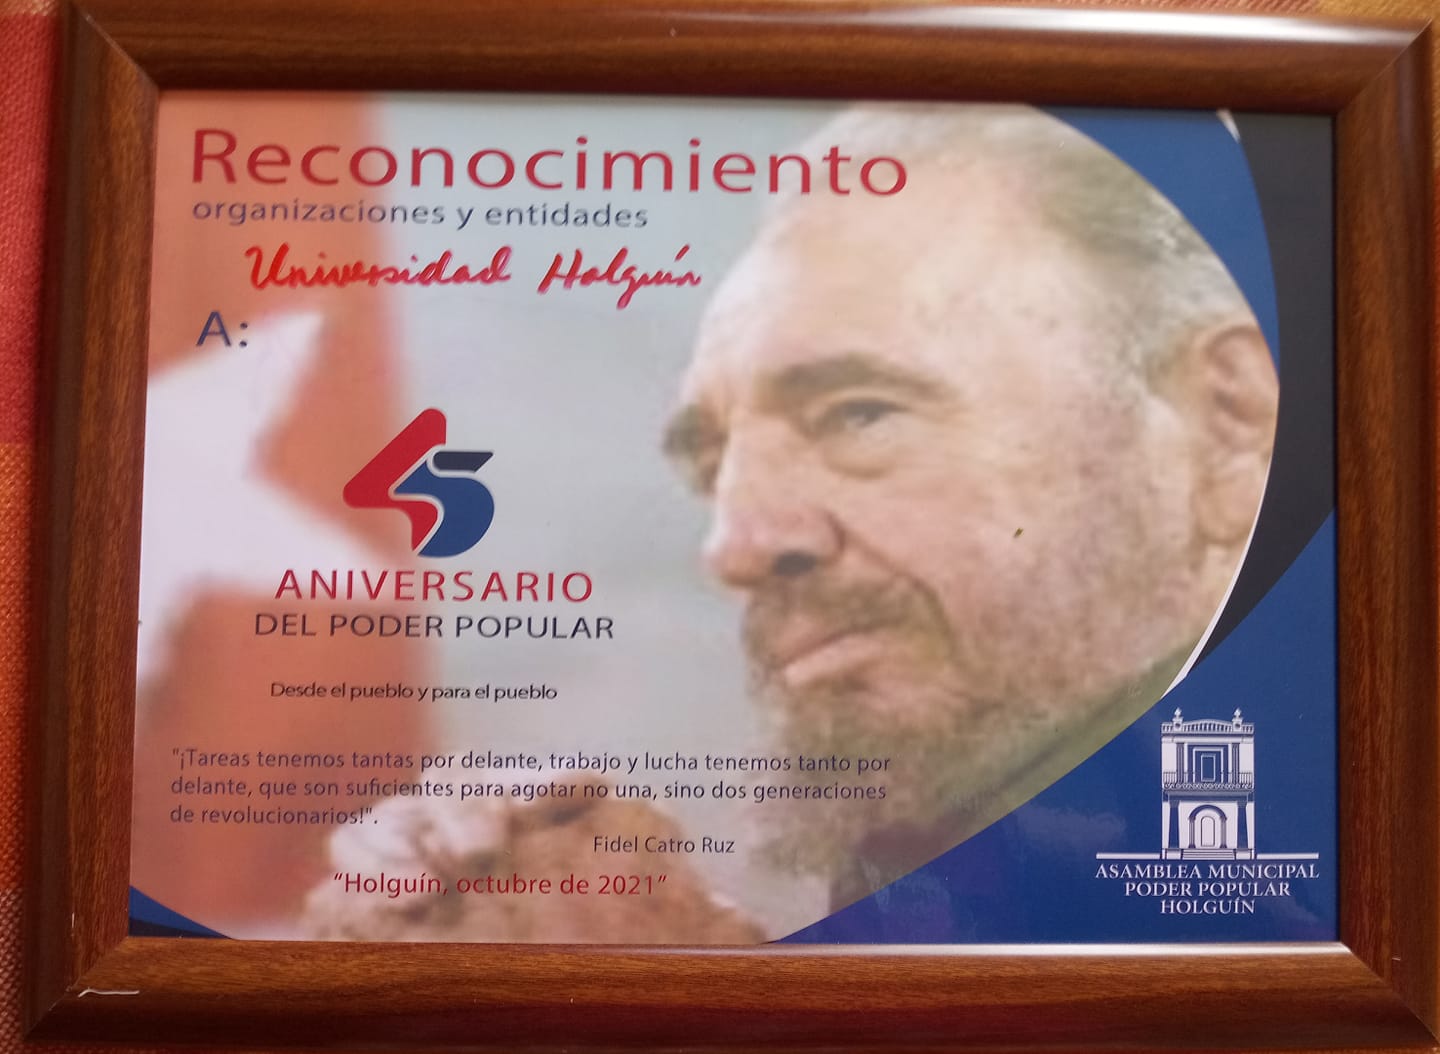 Reconocimiento
organizaciones y entidades
Universidad Holguín
A:
45
ANIVERSARIO
DEL PODER POPULAR
Desde el pueblo y para el pueblo
"¡Tareas tenemos tantas por delante, trabajo y lucha tenemos tanto por
delante, que son suficientes para agotar no una, sino dos generaciones
de revolucionarios!".
Fidel Catro Ruz
“Holguín, octubre de 2021”
ASAMBLEA MUNICIPAL
PODER POPULAR
HOLGUÍN